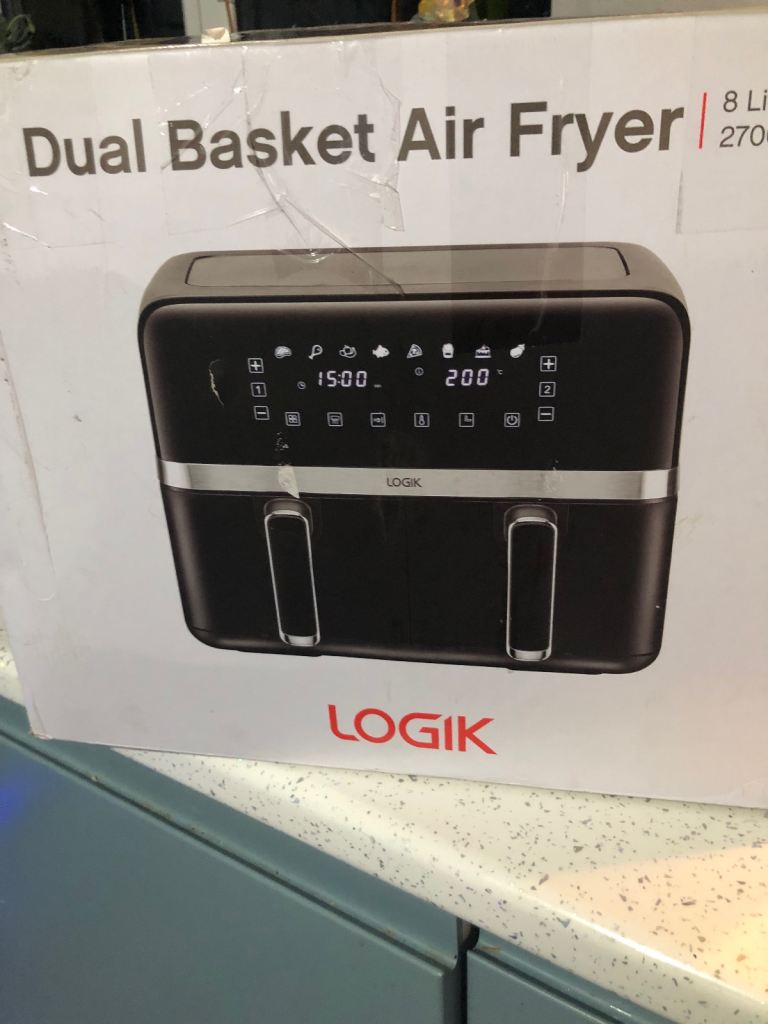 Dual Basket Air Fryer
8 Li
270
15:00
200 °C
1
2
LOGIK
LOGIK